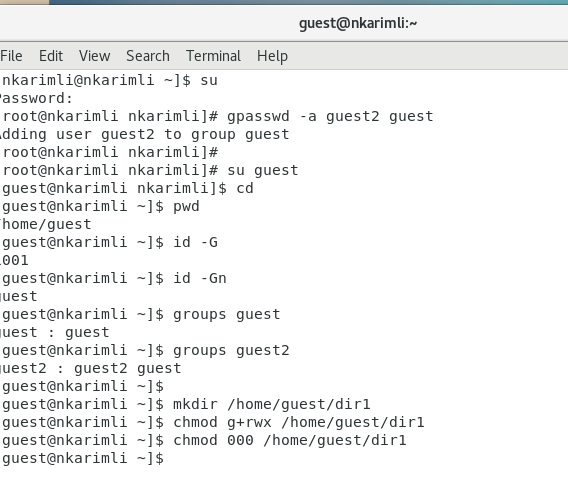 guest@nkarimli:~
File Edit View Search Terminal Help
nkarimli@nkarimli ~]$ su
Password:
root@nkarimli nkarimli]# gpasswd -a guest2 guest
Adding user guest2 to group guest
root@nkarimli nkarimli]#
root@nkarimli nkarimli]# su guest
guest@nkarimli nkarimli]$ cd
guest@nkarimli ~]$ pwd
/home/guest
guest@nkarimli ~]$ id -G
1001
guest@nkarimli ~]$ id -Gn
guest
guest@nkarimli ~]$ groups guest
guest : guest
guest@nkarimli ~]$ groups guest2
guest2 : guest2 guest
guest@nkarimli ~]$
guest@nkarimli ~]$ mkdir /home/guest/dir1
guest@nkarimli ~]$ chmod g+rwx /home/guest/dir1
guest@nkarimli ~]$ chmod 000 /home/guest/dir1
guest@nkarimli ~]$